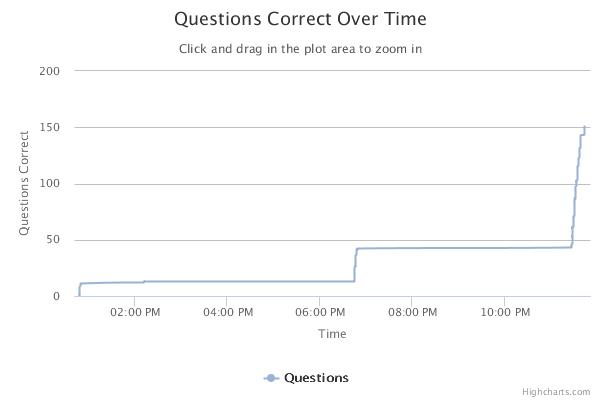 Questions Correct Over Time
Click and drag in the plot area to zoom in
200
150
100
50
0
Questions Correct
02:00 PM 04:00 PM 06:00 PM 08:00 PM 10:00 PM
Time
Questions
Highcharts.com